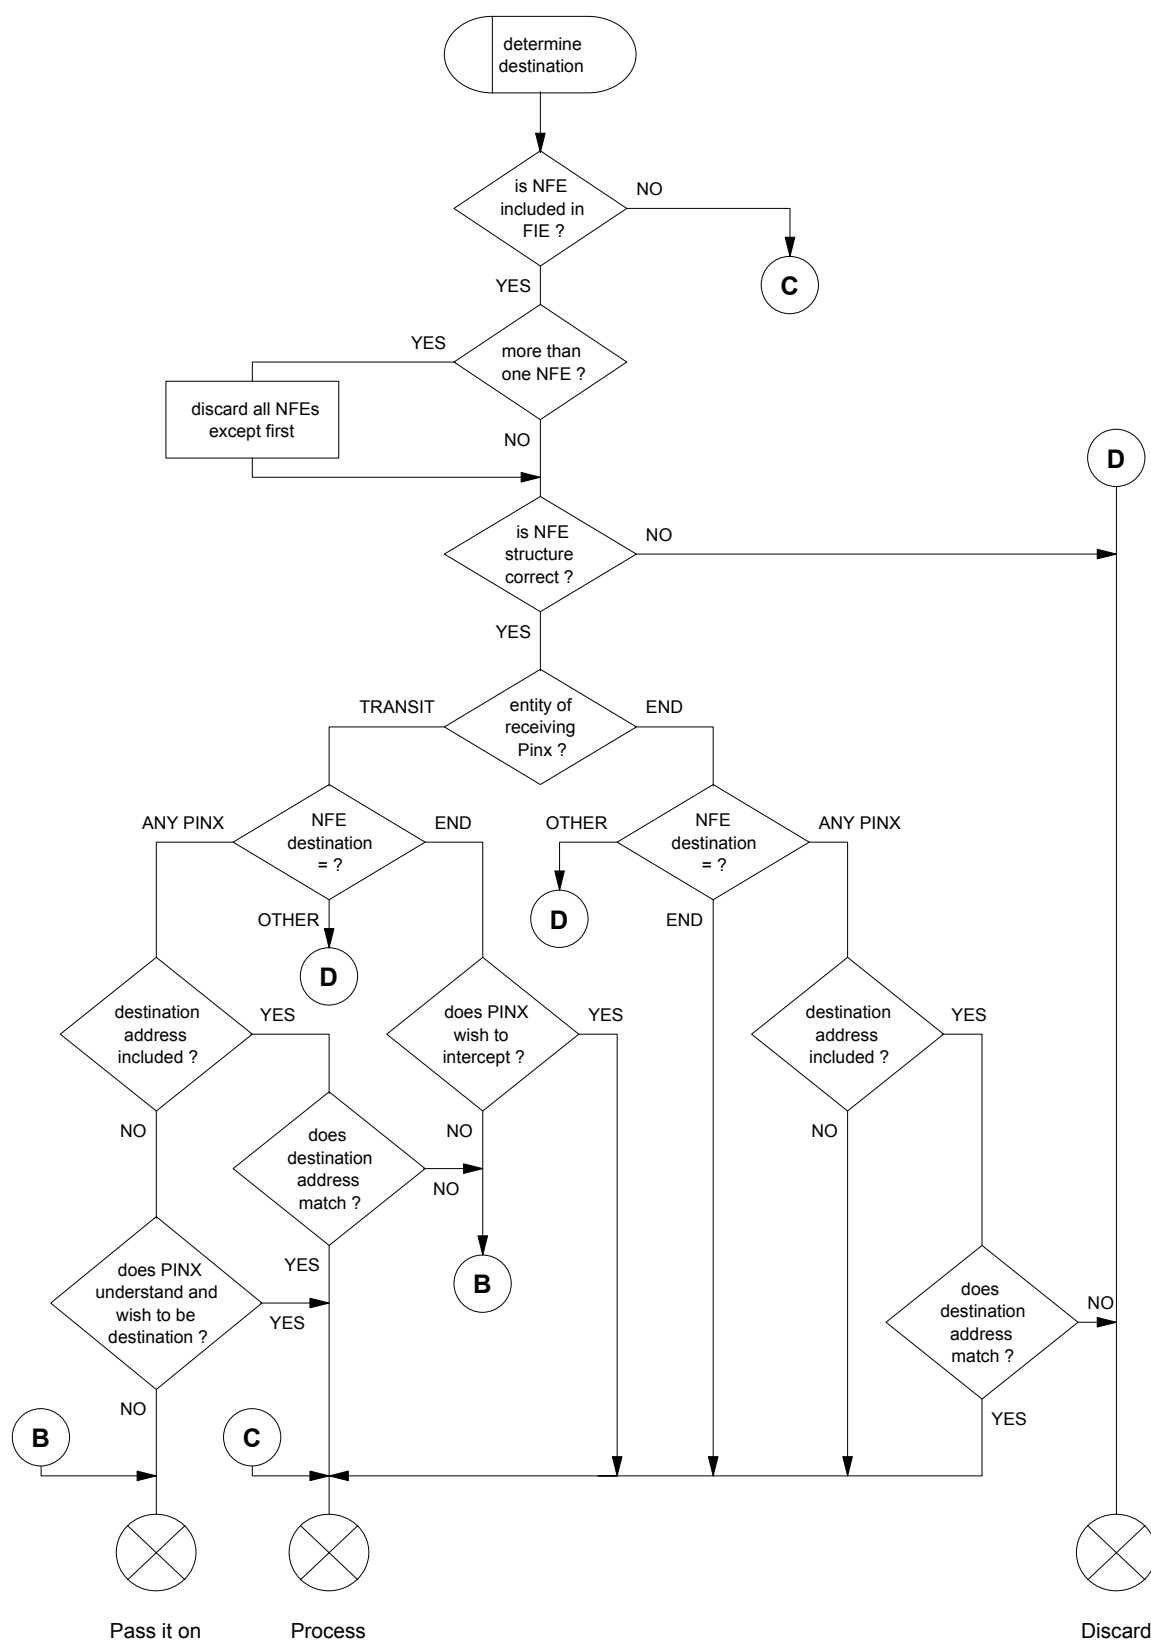 determine
destination
is NFE
included in
FIE ?
NO
C
YES
YES
more than
one NFE ?
discard all NFEs
except first
NO
D
is NFE
structure
correct ?
NO
YES
TRANSIT
entity of
receiving
Pinx ?
END
ANY PINX
NFE
destination
= ?
END
OTHER
NFE
destination
= ?
ANY PINX
OTHER
D
D
END
destination
address
included ?
YES
does PINX
wish to
intercept ?
YES
destination
address
included ?
YES
NO
does
destination
address
match ?
NO
NO
NO
YES
B
does PINX
understand and
wish to be
destination ?
YES
does
destination
address
match ?
NO
NO
YES
B
C
Pass it on
Process
Discard